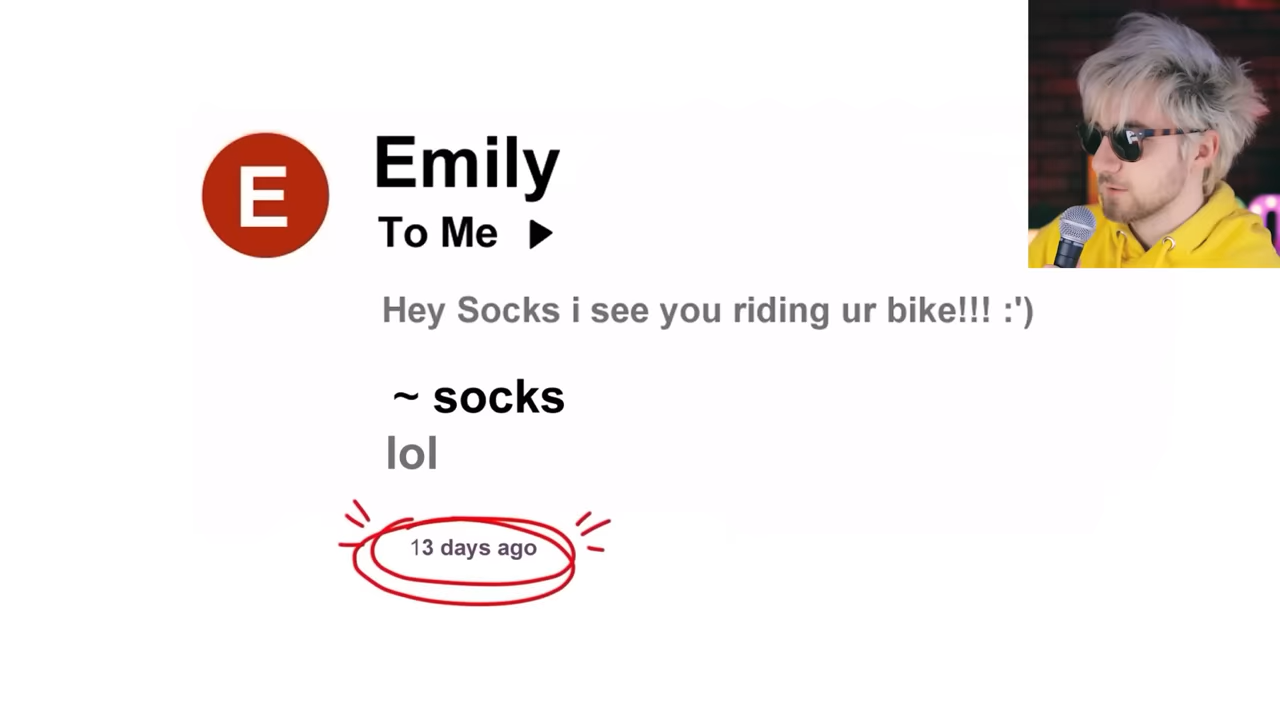 E
Emily
To Me
Hey Socks i see you riding ur bike!!! :')
~ socks
lol
13 days ago